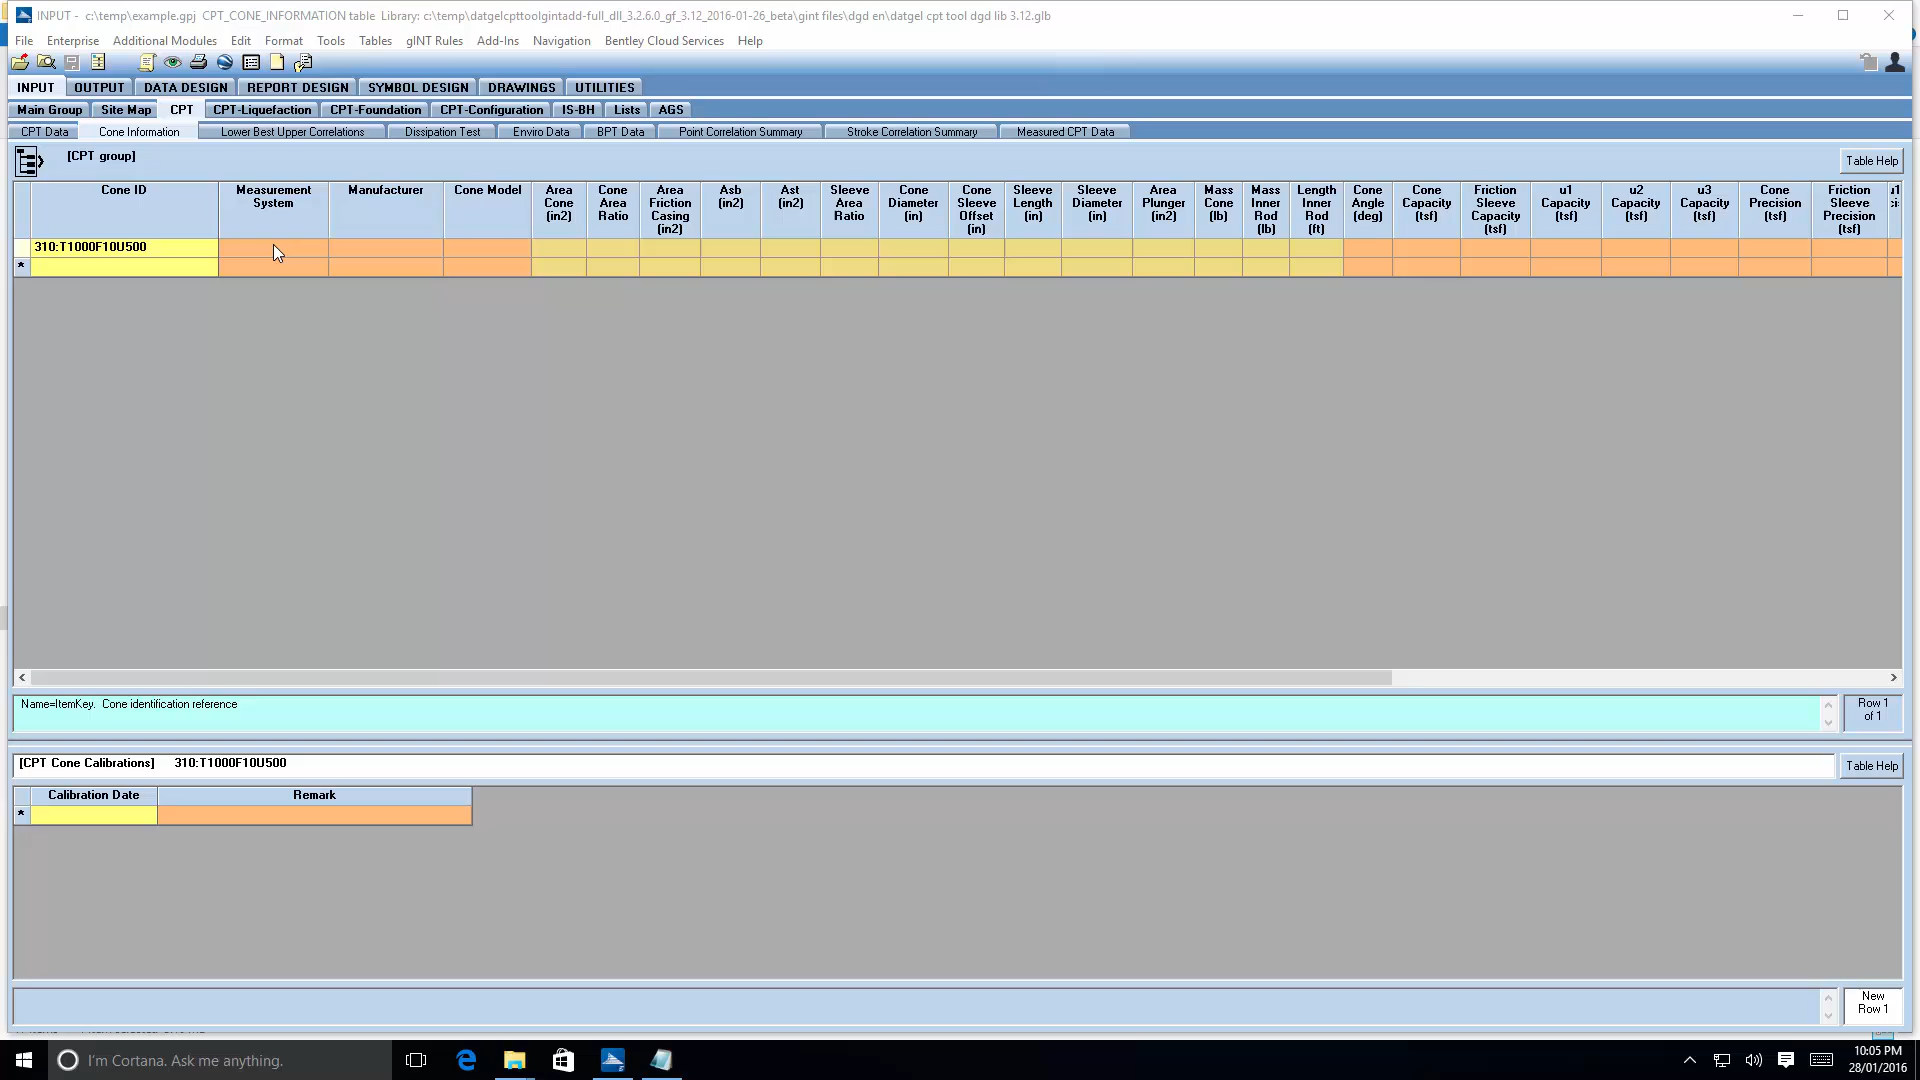 INPUT - c:\temp\example.gpj CPT_CONE_INFORMATION table Library: c:\temp\datgelcpttoolgintadd-full_dll_3.2.6.0_gf_3.12_2016-01-26_beta\gint files\dgd en\datgel cpt tool dgd lib 3.12.glb
File Enterprise Additional Modules Edit Format Tools Tables gINT Rules Add-Ins Navigation Bentley Cloud Services Help
INPUT OUTPUT DATA DESIGN REPORT DESIGN SYMBOL DESIGN DRAWINGS UTILITIES
Main Group Site Map CPT CPT-Liquefaction CPT-Foundation CPT-Configuration IS-BH Lists AGS
CPT Data Cone Information Lower Best Upper Correlations Dissipation Test Enviro Data BPT Data Point Correlation Summary Stroke Correlation Summary Measured CPT Data
[CPT group] Table Help
Cone ID Measurement Manufacturer Cone Model Area Cone Area Asb Ast Sleeve Cone Cone Sleeve Sleeve Area Mass Mass Length Cone Cone Friction u1 u2 u3 Cone Friction
System Cone Area Friction (in2) (in2) Area Diameter Sleeve Length Diameter Plunger Cone Inner Inner Angle Capacity Sleeve Capacity Capacity Capacity Precision Sleeve
(in2) Ratio Casing Ratio (in) Offset (in) (in) (in2) (lb) Rod Rod (deg) (tsf) Capacity (tsf) (tsf) (tsf) (tsf) Precision
(in2) (in) (lb) (ft) (tsf) (tsf)
310:T1000F10U500
*
Name=ItemKey. Cone identification reference Row 1
of 1
[CPT Cone Calibrations] 310:T1000F10U500 Table Help
Calibration Date Remark
*
New
Row 1
I'm Cortana. Ask me anything. 10:05 PM
28/01/2016